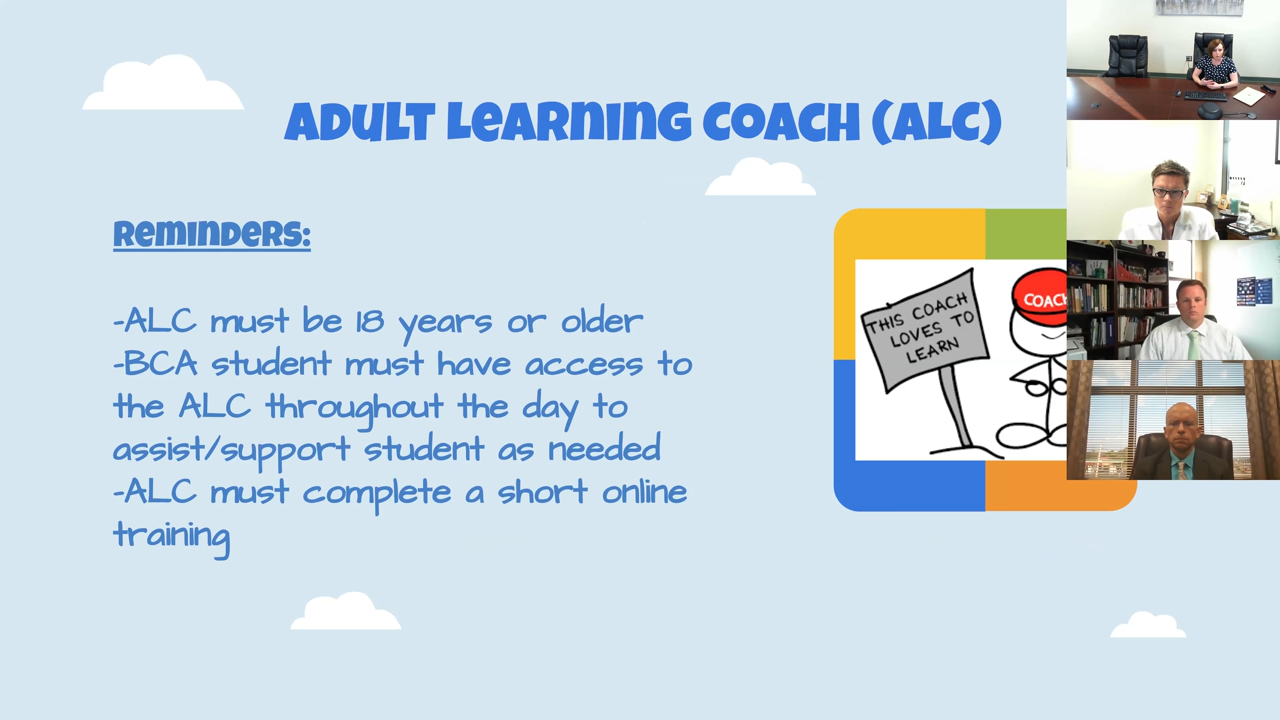 Adult Learning Coach (ALC)
Reminders:
-ALC must be 18 years or older
-BCA student must have access to
the ALC throughout the day to
assist/support student as needed
-ALC must complete a short online
training
THIS COACH
LOVES TO
LEARN
COACH